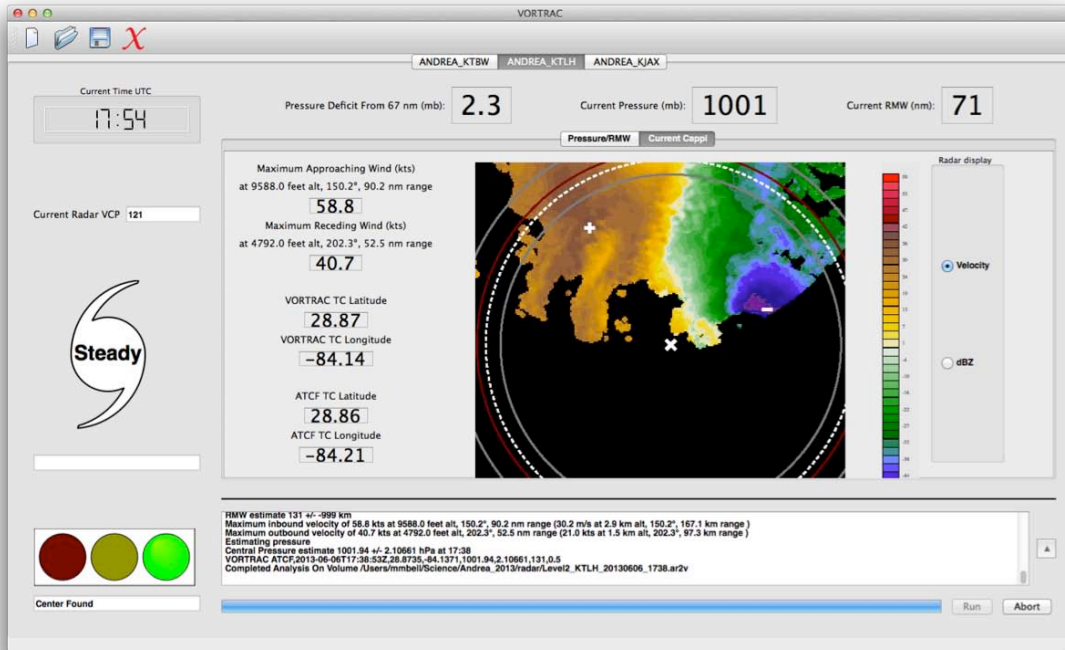 VORTRAC
X
ANDREA_KTBW ANDREA_KTLH ANDREA_KJAX
Current Time UTC
17:54
Pressure Deficit From 67 nm (mb): 2.3 Current Pressure (mb): 1001 Current RMW (nm): 71
Pressure/RMW Current Cappi
Current Radar VCP 121
Steady
Maximum Approaching Wind (kts)
at 9588.0 feet alt, 150.2°, 90.2 nm range
58.8
Maximum Receding Wind (kts)
at 4792.0 feet alt, 202.3°, 52.5 nm range
40.7
VORTRAC TC Latitude
28.87
VORTRAC TC Longitude
-84.14
ATCF TC Latitude
28.86
ATCF TC Longitude
-84.21
Radar display
Velocity
dBZ
RMW estimate 131 +/- -999 km
Maximum inbound velocity of 58.8 kts at 9588.0 feet alt, 150.2°, 90.2 nm range (30.2 m/s at 2.9 km alt, 150.2°, 167.1 km range )
Maximum outbound velocity of 40.7 kts at 4792.0 feet alt, 202.3°, 52.5 nm range (21.0 kts at 1.5 km alt, 202.3°, 97.3 km range )
Estimating pressure
Central Pressure estimate 1001.94 +/- 2.10661 hPa at 17:38
VORTRAC ATCF,2013-06-06T17:38:53Z,28.8735,-84.1371,1001.94,2.10661,131,0.5
Completed Analysis On Volume /Users/mmbell/Science/Andrea_2013/radar/Level2_KTLH_20130606_1738.ar2v
Center Found
Run Abort